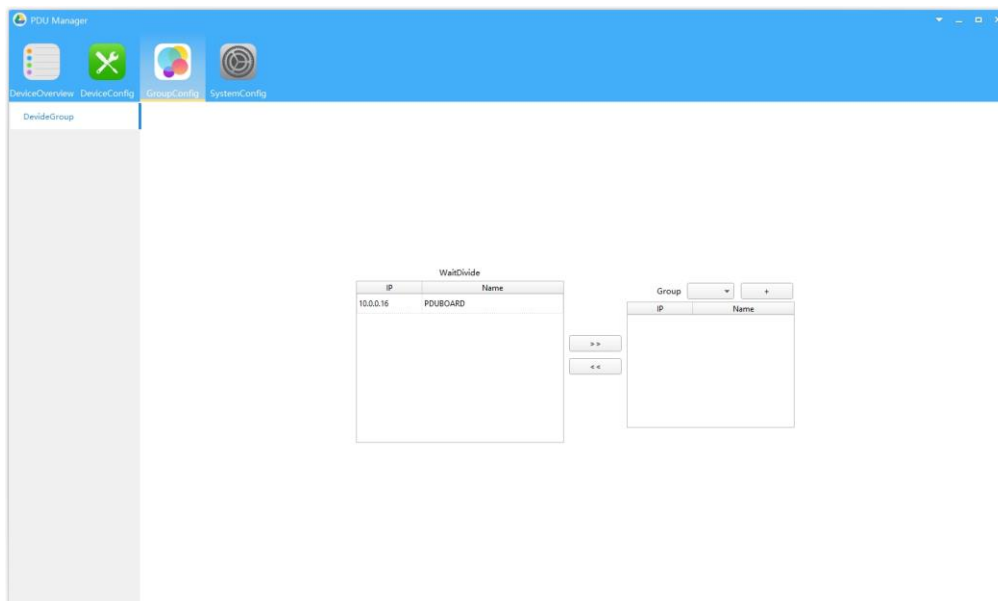 PDU Manager
DeviceOverview DeviceConfig GroupConfig SystemConfig
DevideGroup
WaitDivide
IP Name
10.0.0.16 PDUBOARD
Group +
IP Name
>>
<<